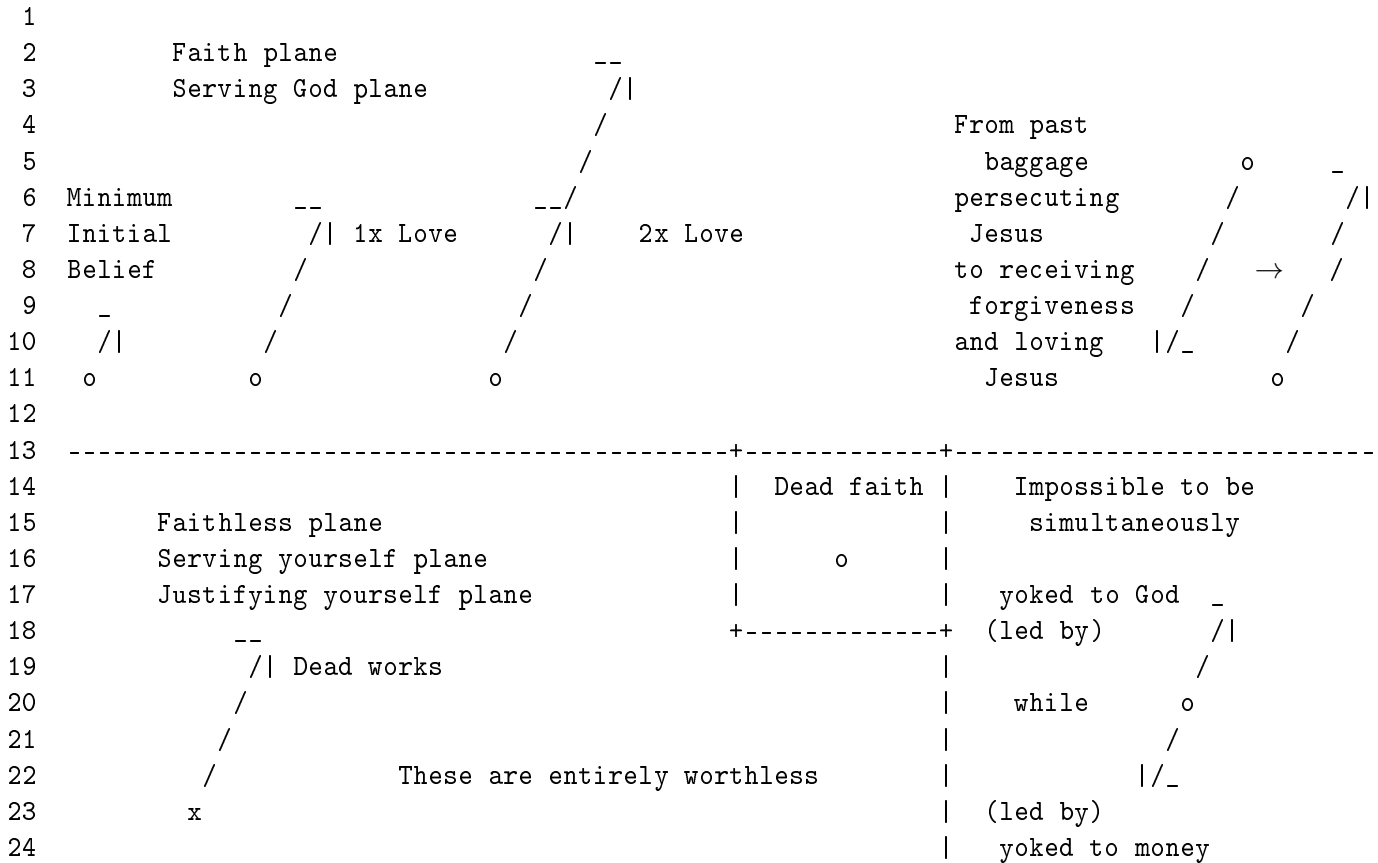 1
2         Faith plane                 __
3         Serving God plane            /|
4                                     /                       From past
5                                    /                          baggage          o     _
6  Minimum        __              __/                         persecuting       /       /|
7  Initial         /| 1x Love      /|    2x Love               Jesus           /       /
8  Belief         /               /                           to receiving    /   →   /
9    _           /               /                             forgiveness   /      /
10   /|         /               /                             and loving   |/_     /
11  o          o               o                                Jesus             o
12
13 --------------------------------------------+-------------+----------------------------
14                                             |  Dead faith |    Impossible to be
15       Faithless plane                       |             |     simultaneously
16       Serving yourself plane                |      o      |
17       Justifying yourself plane             |             |   yoked to God  _
18            __                               +-------------+  (led by)       /|
19             /| Dead works                                 |                /
20            /                                              |    while      o
21           /                                               |              /
22          /            These are entirely worthless        |            |/_
23         x                                                 |  (led by)
24                                                           |   yoked to money